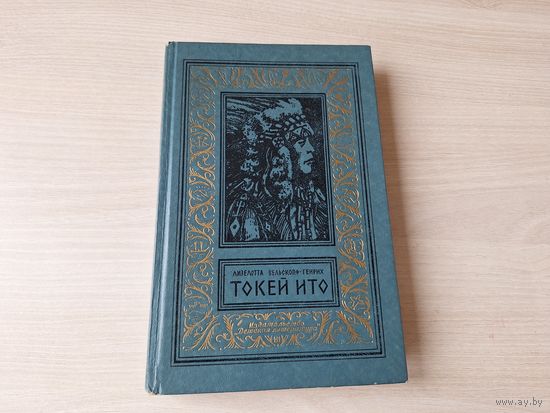 ЛИЗЕЛОТТА ВЕЛЬСКОПФ-ГЕНРИХ
ТОКЕЙ ИТО
Издательство
"Детская литература"
www.ay.by